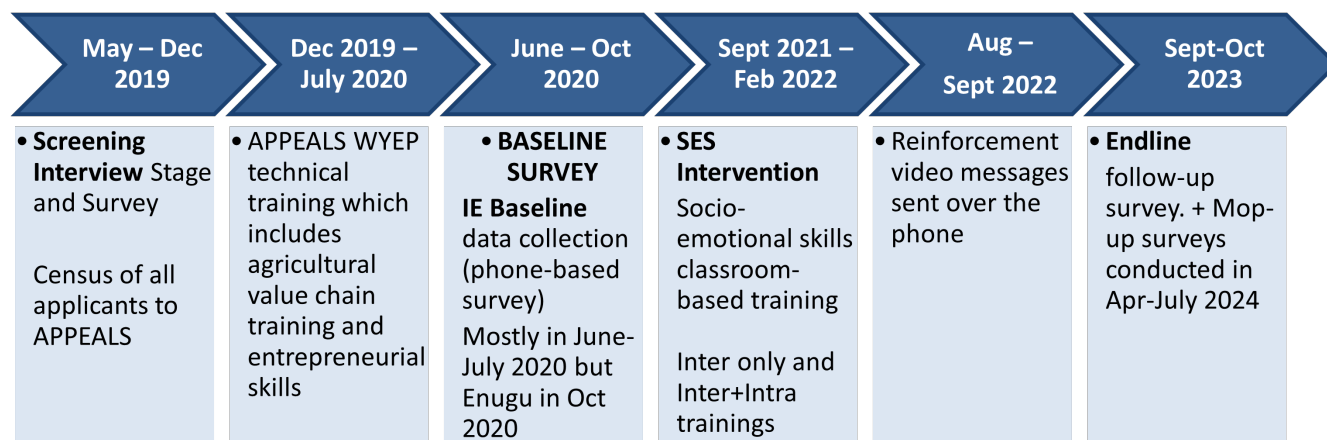 May – Dec
2019
Dec 2019 –
July 2020
June – Oct
2020
Sept 2021 –
Feb 2022
Aug –
Sept 2022
Sept-Oct
2023
• Screening
Interview Stage
and Survey
Census of all
applicants to
APPEALS
• APPEALS WYEP
technical
training which
includes
agricultural
value chain
training and
entrepreneurial
skills
• BASELINE
SURVEY
IE Baseline
data collection
(phone-based
survey)
Mostly in June-
July 2020 but
Enugu in Oct
2020
• SES
Intervention
Socio-
emotional skills
classroom-
based training
Inter only and
Inter+Intra
trainings
• Reinforcement
video messages
sent over the
phone
• Endline
follow-up
survey. + Mop-
up surveys
conducted in
Apr-July 2024